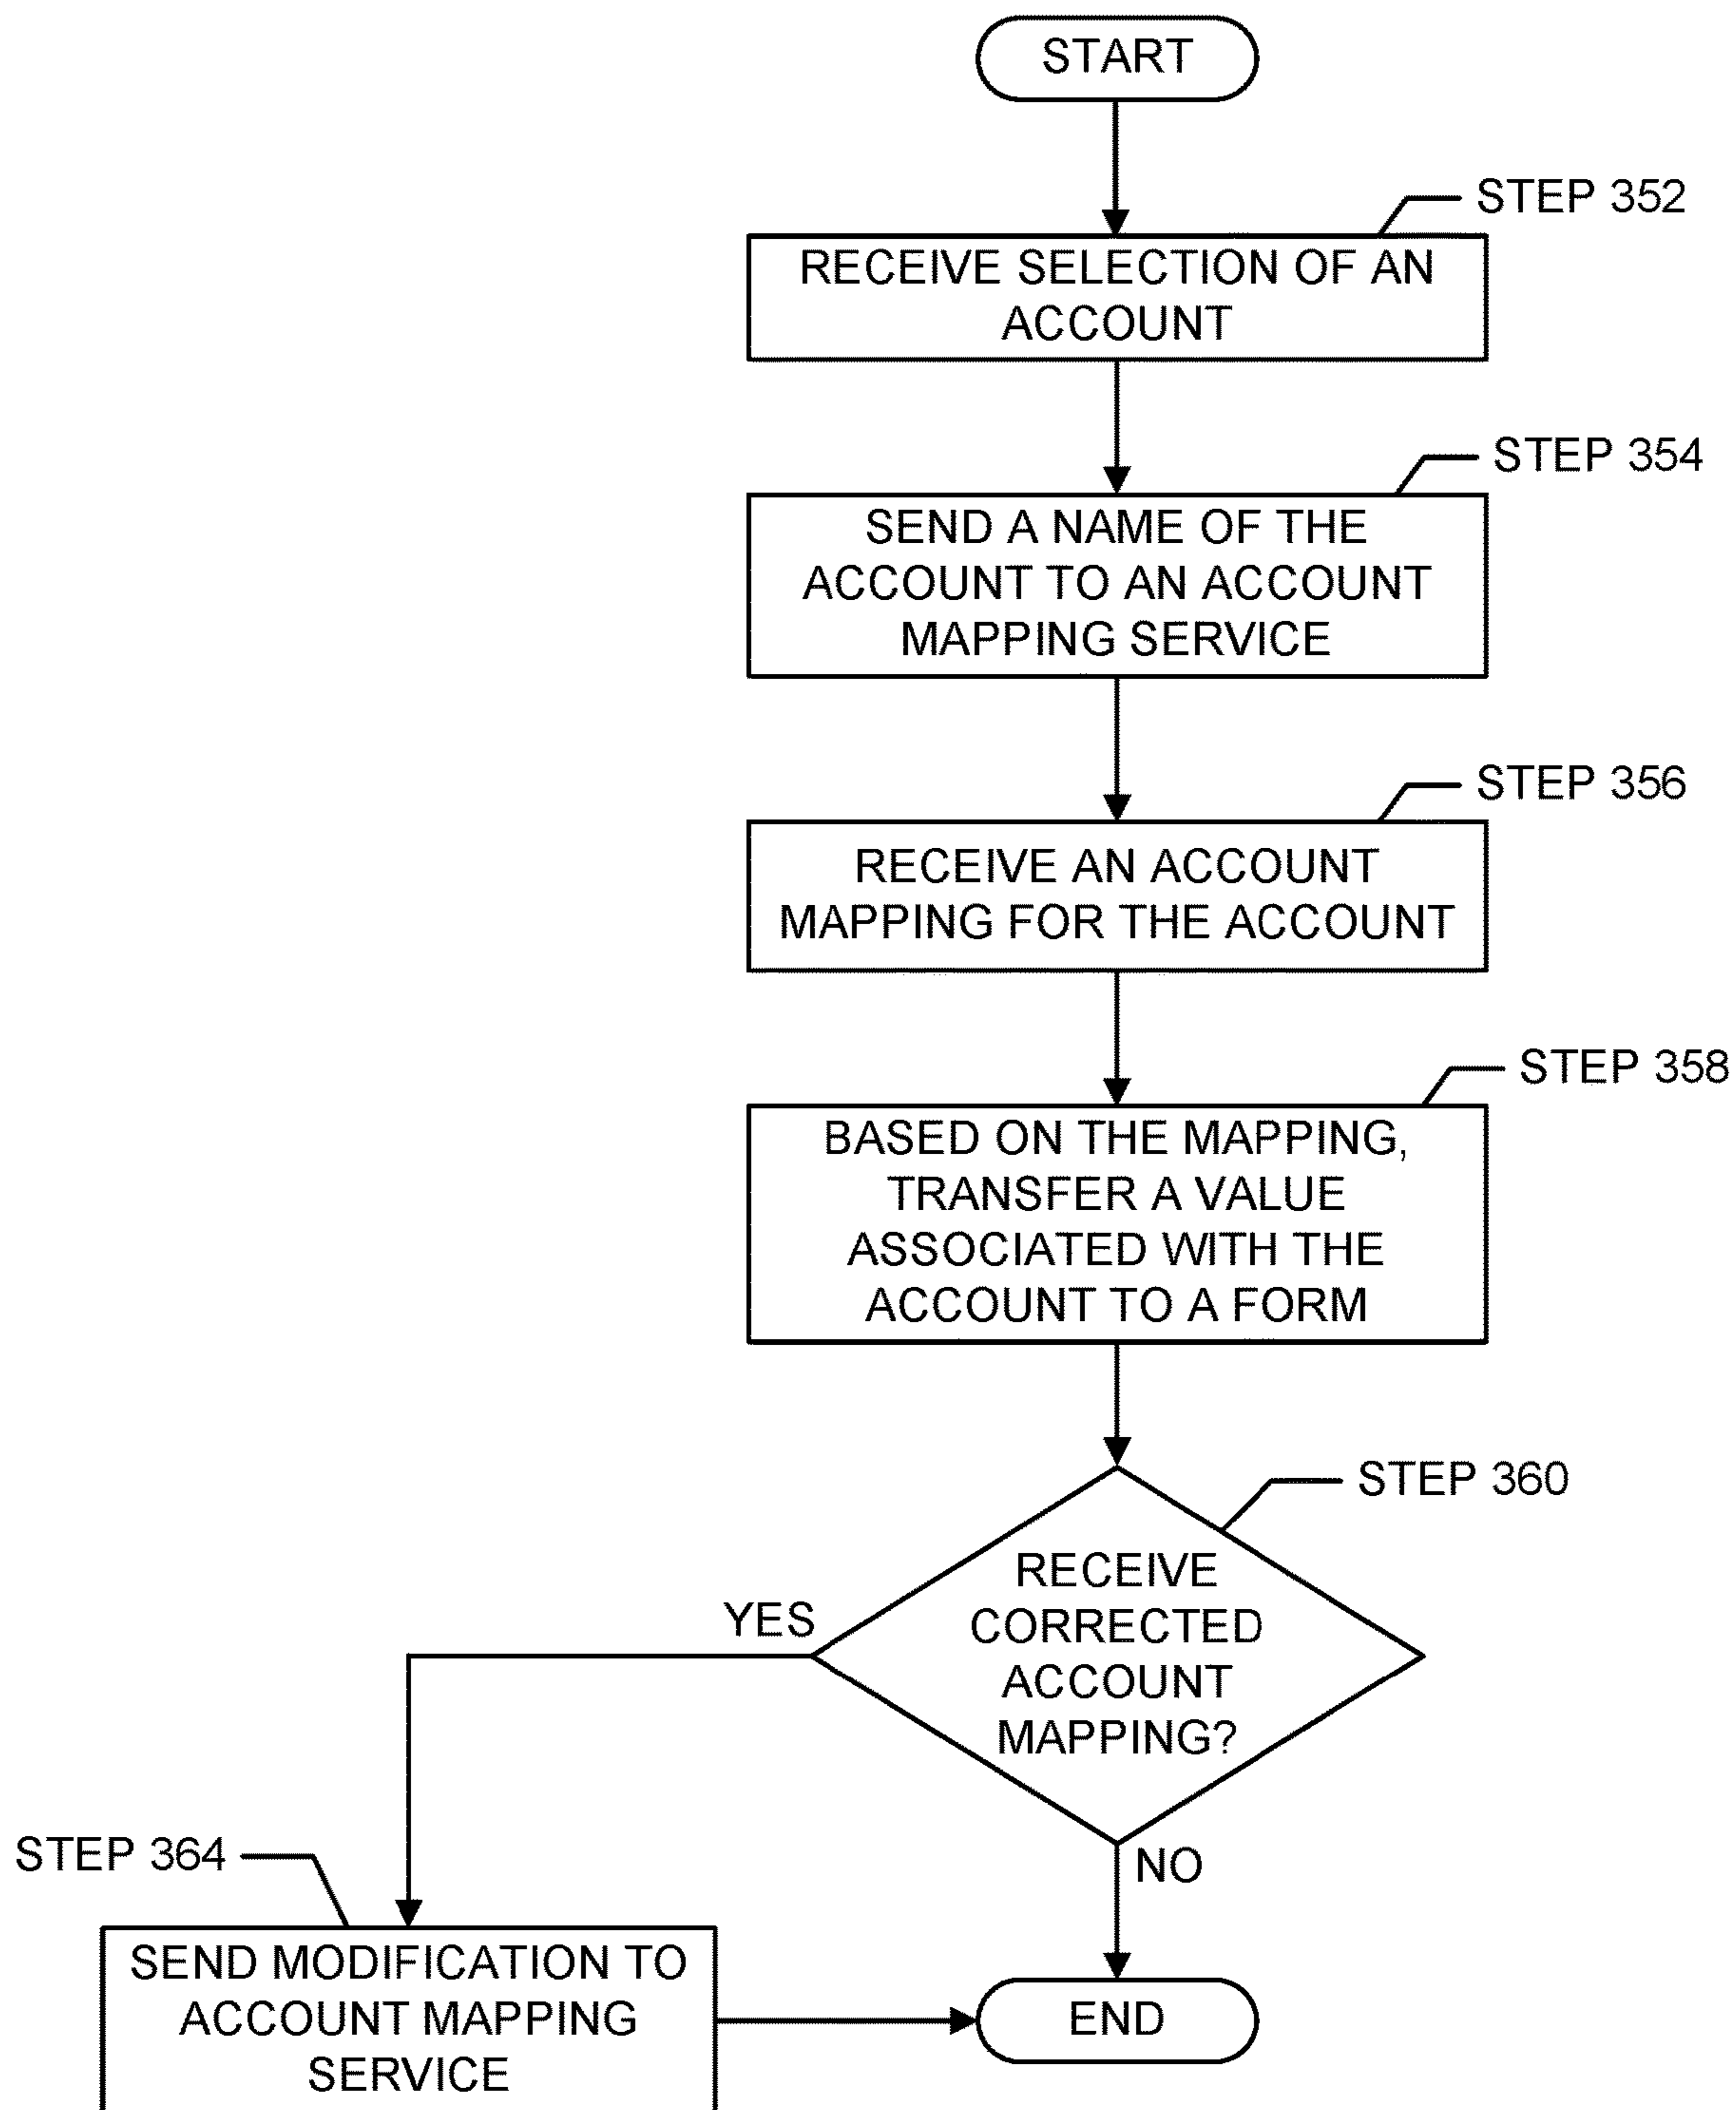 START
STEP 352
RECEIVE SELECTION OF AN
ACCOUNT
STEP 354
SEND A NAME OF THE
ACCOUNT TO AN ACCOUNT
MAPPING SERVICE
STEP 356
RECEIVE AN ACCOUNT
MAPPING FOR THE ACCOUNT
STEP 358
BASED ON THE MAPPING,
TRANSFER A VALUE
ASSOCIATED WITH THE
ACCOUNT TO A FORM
STEP 360
RECEIVE
CORRECTED
ACCOUNT
MAPPING?
YES
NO
STEP 364
SEND MODIFICATION TO
ACCOUNT MAPPING
SERVICE
END